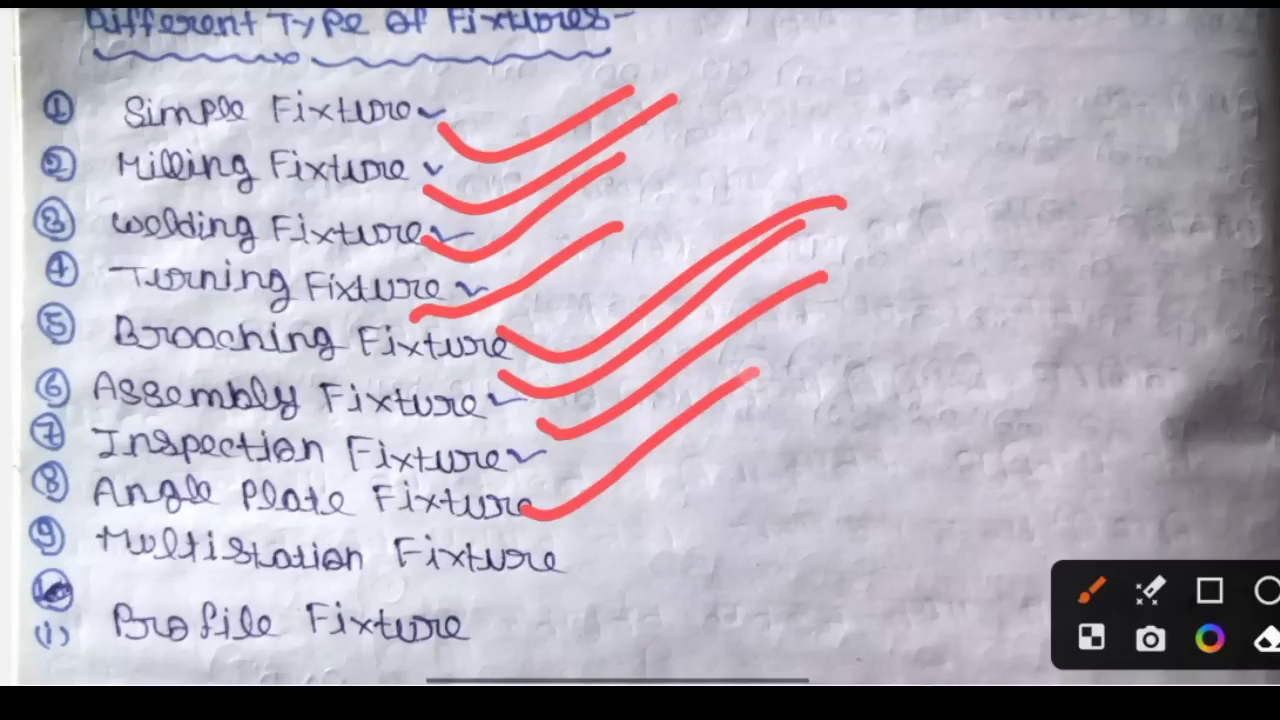 Different Type of Fixtures-
① Simple Fixture
② Milling Fixture
③ Welding Fixture
④ Turning Fixture
⑤ Broaching Fixture
⑥ Assembly Fixture
⑦ Inspection Fixture
⑧ Angle Plate Fixture
⑨ Multistation Fixture
(1) Profile Fixture